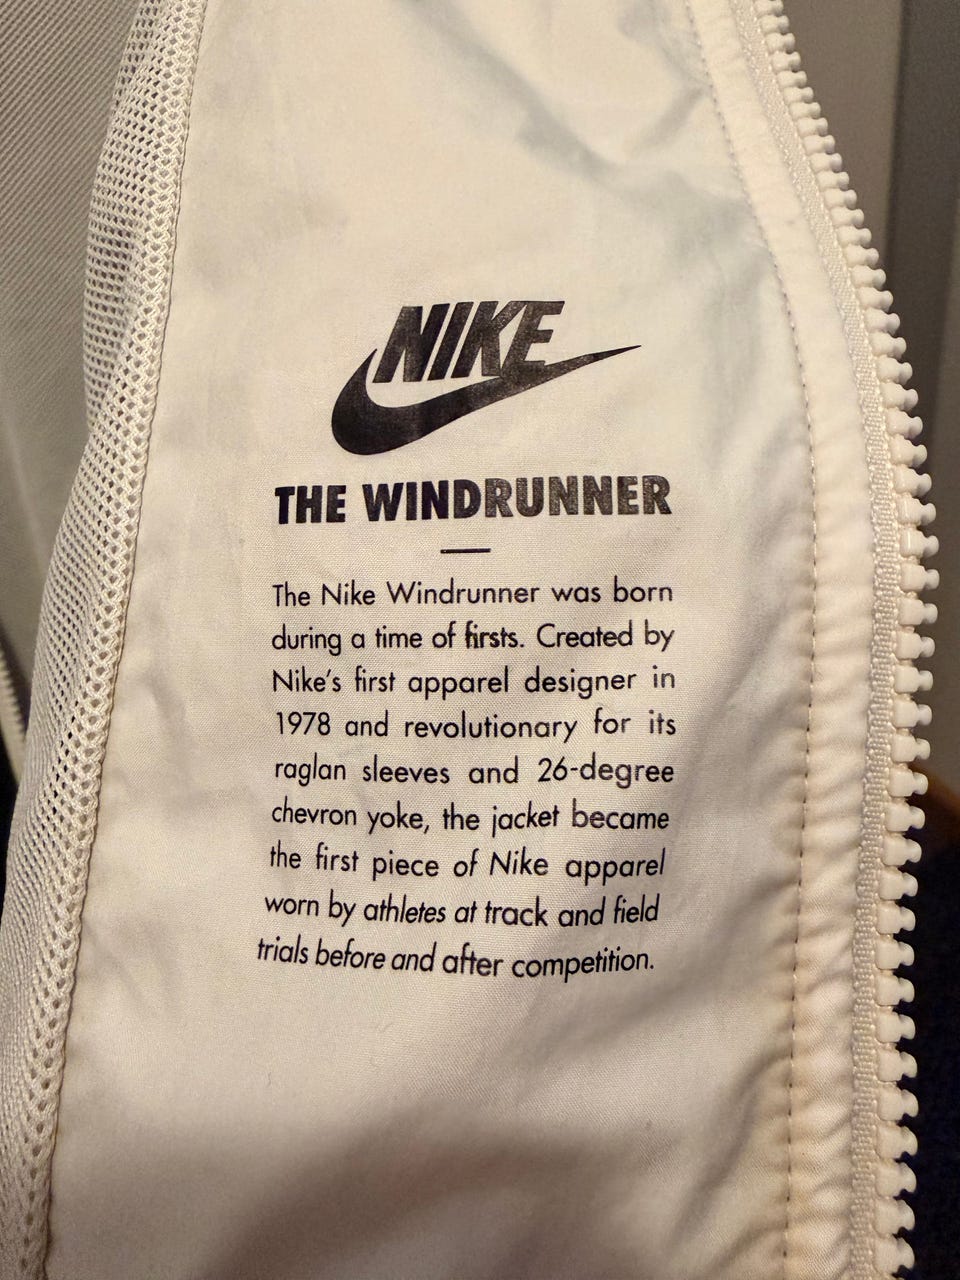 NIKE
THE WINDRUNNER
The Nike Windrunner was born
during a time of firsts. Created by
Nike's first apparel designer in
1978 and revolutionary for its
raglan sleeves and 26-degree
chevron yoke, the jacket became
the first piece of Nike apparel
worn by athletes at track and field
trials before and after competition.